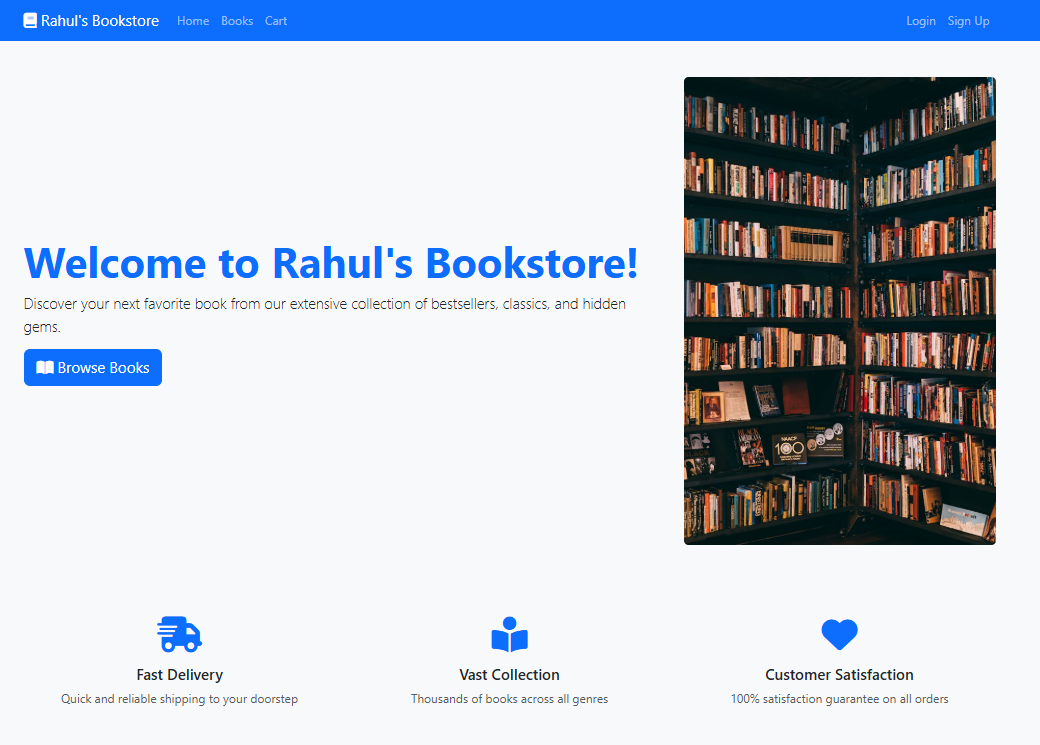 Rahul's Bookstore Home Books Cart Login Sign Up
Welcome to Rahul's Bookstore!
Discover your next favorite book from our extensive collection of bestsellers, classics, and hidden
gems.
Browse Books
NAACP
100
Fast Delivery
Vast Collection
Customer Satisfaction
Quick and reliable shipping to your doorstep
Thousands of books across all genres
100% satisfaction guarantee on all orders